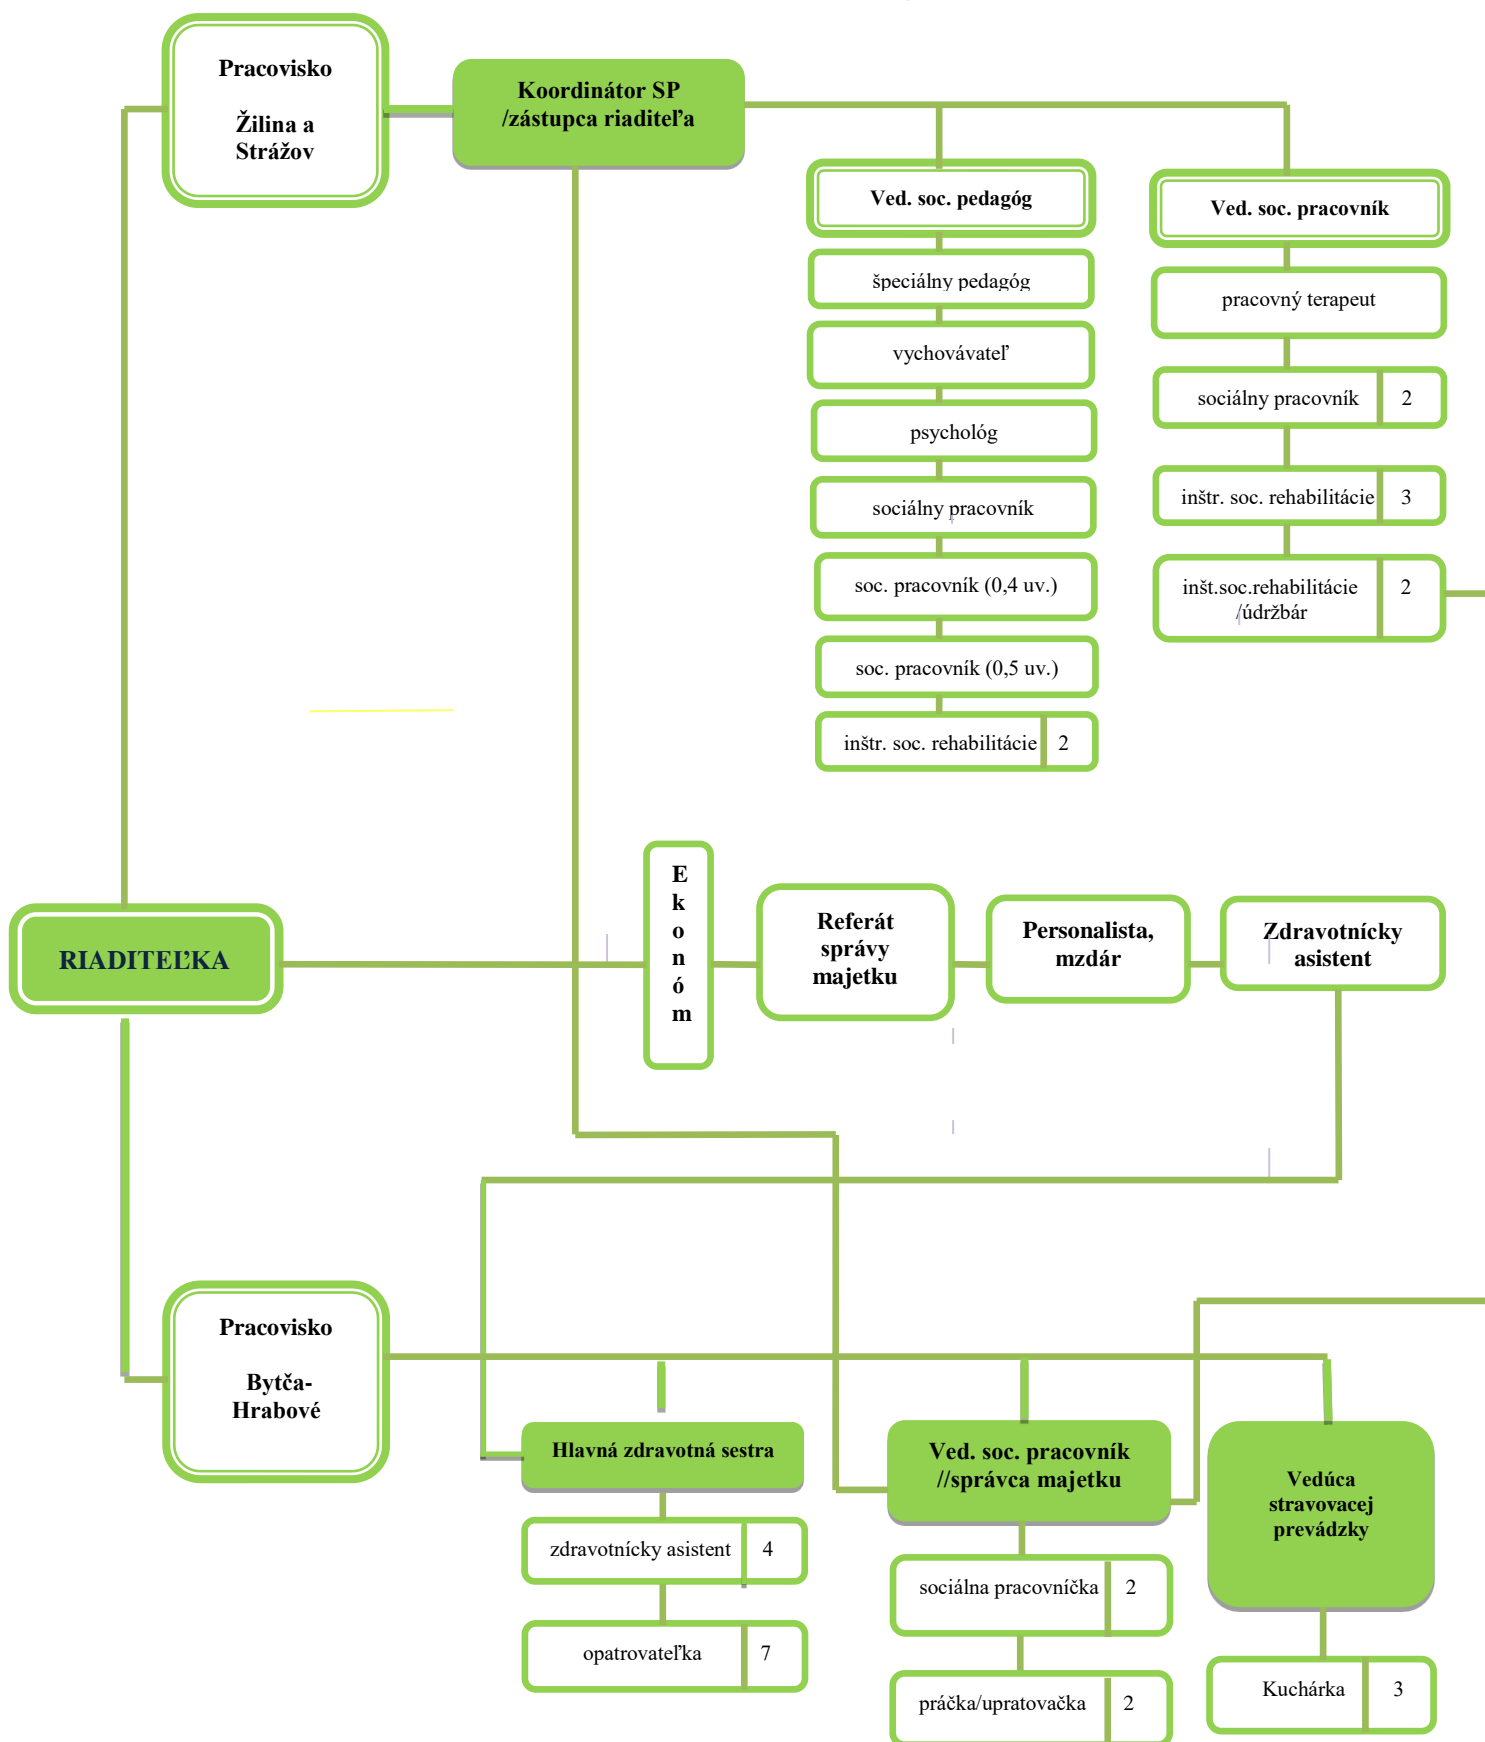 Pracovisko
Žilina a
Strážov
Koordinátor SP
/zástupca riaditeľa
Ved. soc. pedagóg
špeciálny pedagóg
vychovávateľ
psychológ
sociálny pracovník
soc. pracovník (0,4 uv.)
soc. pracovník (0,5 uv.)
inštr. soc. rehabilitácie 2
Ved. soc. pracovník
pracovný terapeut
sociálny pracovník 2
inštr. soc. rehabilitácie 3
inšt.soc.rehabilitácie 2
/údržbár
RIADITEĽKA
E
k
o
n
ó
m
Referát
správy
majetku
Personalista,
mzdár
Zdravotnícky
asistent
Pracovisko
Bytča-
Hrabové
Hlavná zdravotná sestra
zdravotnícky asistent 4
opatrovateľka 7
Ved. soc. pracovník
//správca majetku
sociálna pracovníčka 2
práčka/upratovačka 2
Vedúca
stravovacej
prevádzky
Kuchárka 3